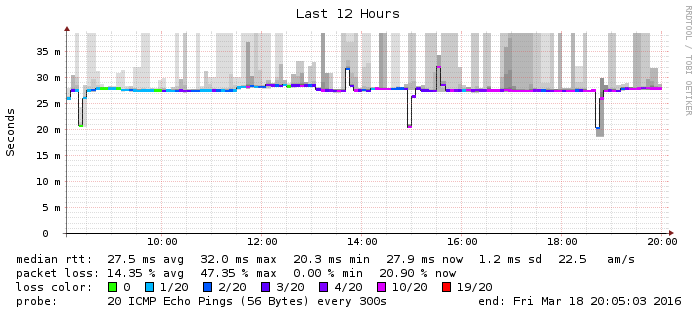 Last 12 Hours
RRDTOOL / TOBI OETIKER
Seconds
35 m
30 m
25 m
20 m
15 m
10 m
5 m
0
10:00 12:00 14:00 16:00 18:00 20:00
median rtt: 27.5 ms avg 32.0 ms max 20.3 ms min 27.9 ms now 1.2 ms sd 22.5 am/s
packet loss: 14.35 % avg 47.35 % max 0.00 % min 20.90 % now
loss color: 0 1/20 2/20 3/20 4/20 10/20 19/20
probe: 20 ICMP Echo Pings (56 Bytes) every 300s end: Fri Mar 18 20:05:03 2016